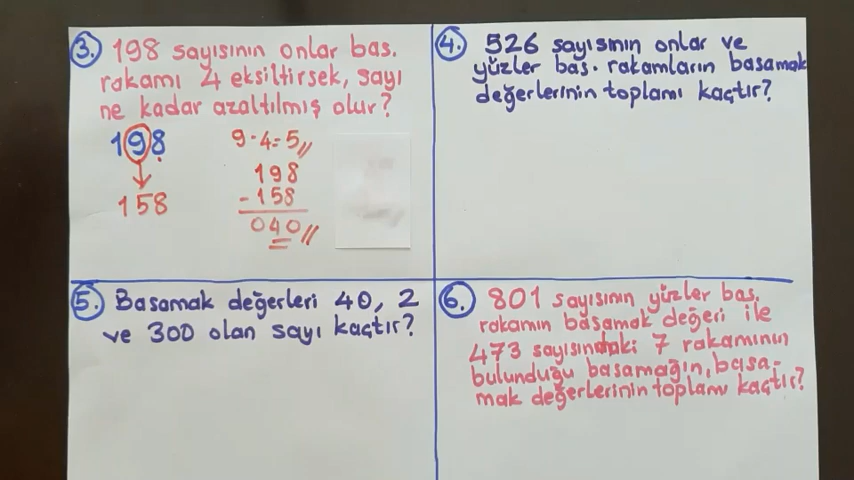 3. 198 sayısının onlar bas.
rakamı 4 eksiltirsek, sayı
ne kadar azaltılmış olur?
198
158
9-4=5//
198
-158
040//
4. 526 sayısının onlar ve
yüzler bas. rakamların basamak
değerlerinin toplamı kaçtır?
5. Basamak değerleri 40, 2
ve 300 olan sayı kaçtır?
6. 801 sayısının yüzler bas.
rakamın basamak değeri ile
473 sayısındaki 7 rakamının
bulunduğu basamağın, basa-
mak değerlerinin toplamı kaçtır?